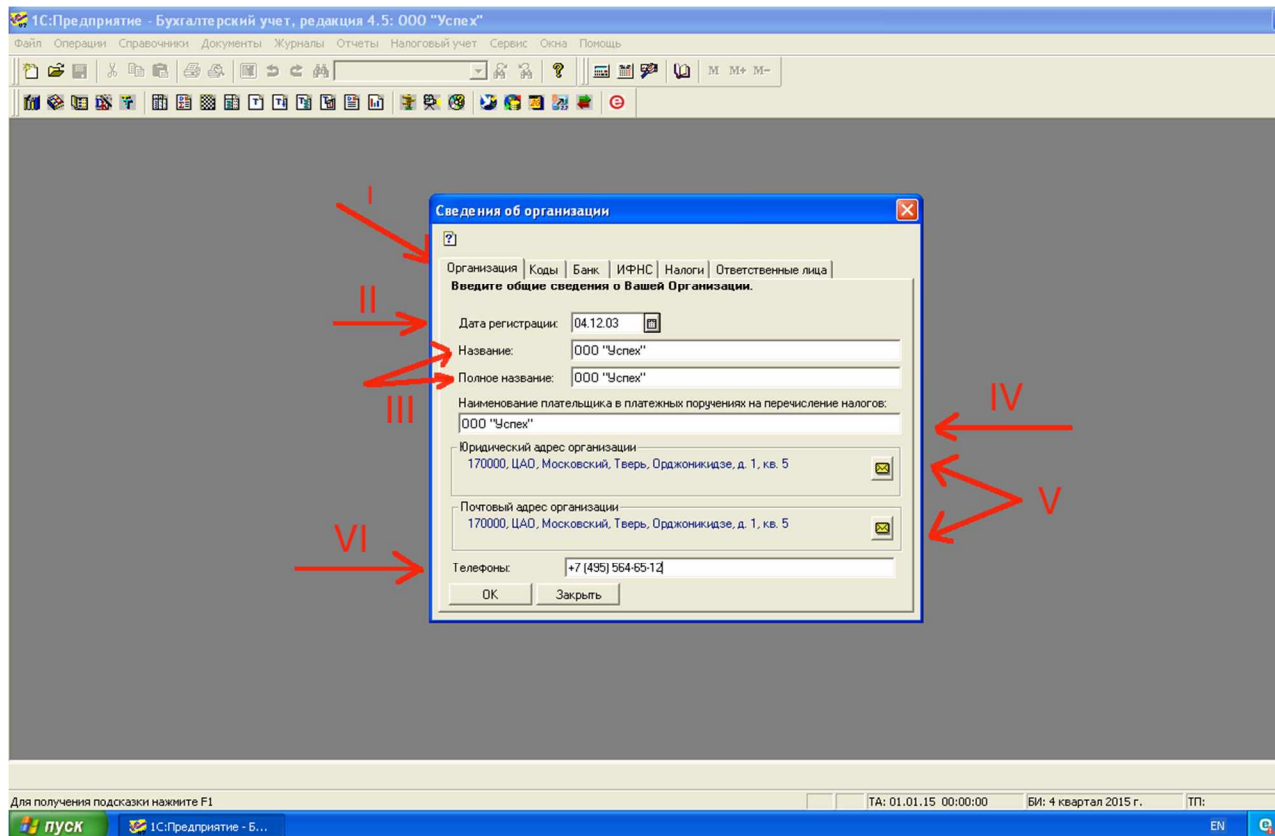 1С:Предприятие - Бухгалтерский учет, редакция 4.5: ООО "Успех"
Файл Операции Справочники Документы Журналы Отчеты Налоговый учет Сервис Окна Помощь
M M+ M-
I
Сведения об организации
Организация Коды Банк ИФНС Налоги Ответственные лица
Введите общие сведения о Вашей Организации.
II
Дата регистрации: 04.12.03
Название: ООО "Успех"
Полное название: ООО "Успех"
III
Наименование плательщика в платежных поручениях на перечисление налогов:
IV
ООО "Успех"
Юридический адрес организации
170000, ЦАО, Московский, Тверь, Орджоникидзе, д. 1, кв. 5
V
Почтовый адрес организации
170000, ЦАО, Московский, Тверь, Орджоникидзе, д. 1, кв. 5
VI
Телефоны: +7 (495) 564-65-12
OK Закрыть
Для получения подсказки нажмите F1 ТА: 01.01.15 00:00:00 БИ: 4 квартал 2015 г. ТП:
пуск 1С:Предприятие - Б... EN